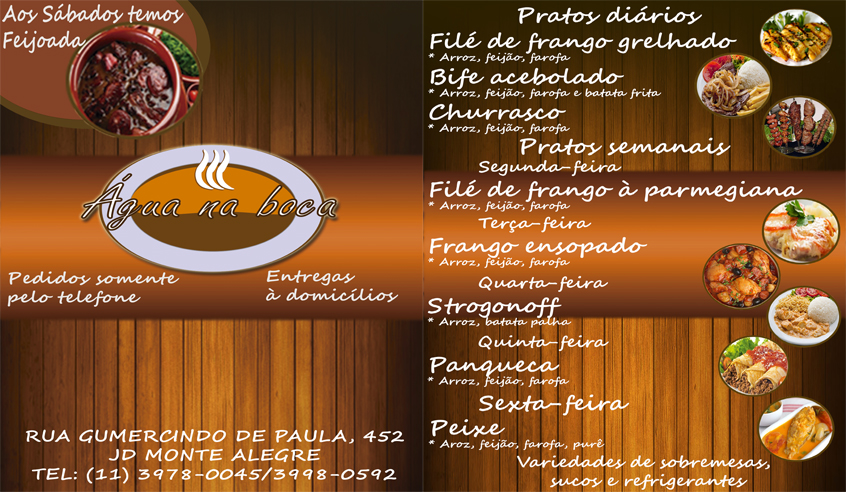 Aos Sábados temos
Feijoada
Água na boca
Pedidos somente
pelo telefone
Entregas
à domicílios
RUA GUMERCINDO DE PAULA, 452
JD MONTE ALEGRE
TEL: (11) 3978-0045/3998-0592
Pratos diários
Filé de frango grelhado
* Arroz, feijão, farofa
Bife acebolado
* Arroz, feijão, farofa e batata frita
Churrasco
* Arroz, feijão, farofa
Pratos semanais
Segunda-feira
Filé de frango à parmegiana
* Arroz, feijão, farofa
Terça-feira
Frango ensopado
* Arroz, feijão, farofa
Quarta-feira
Strogonoff
* Arroz, batata palha
Quinta-feira
Panqueca
* Arroz, feijão, farofa
Sexta-feira
Peixe
* Aroz, feijão, farofa, purê
Variedades de sobremesas,
sucos e refrigerantes